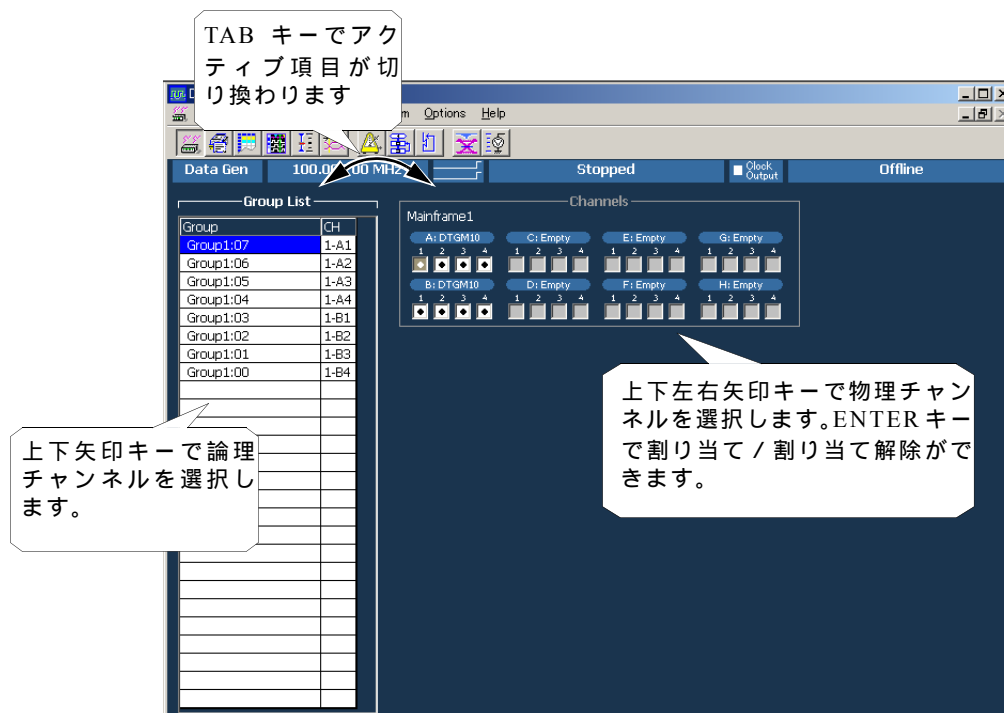 TAB キーでアク
ティブ項目が切
り換わります
Options Help
Data Gen 100.00 00 MHz Stopped Clock Output Offline
Group List
Group CH
Group1:07 1-A1
Group1:06 1-A2
Group1:05 1-A3
Group1:04 1-A4
Group1:03 1-B1
Group1:02 1-B2
Group1:01 1-B3
Group1:00 1-B4
Channels
Mainframe1
A: DTGM10 C: Empty E: Empty G: Empty
1 2 3 4 1 2 3 4 1 2 3 4 1 2 3 4
B: DTGM10 D: Empty F: Empty H: Empty
1 2 3 4 1 2 3 4 1 2 3 4 1 2 3 4
上下矢印キーで論理
チャンネルを選択し
ます。
上下左右矢印キーで物理チャン
ネルを選択します。ENTER キー
で割り当て / 割り当て解除がで
きます。